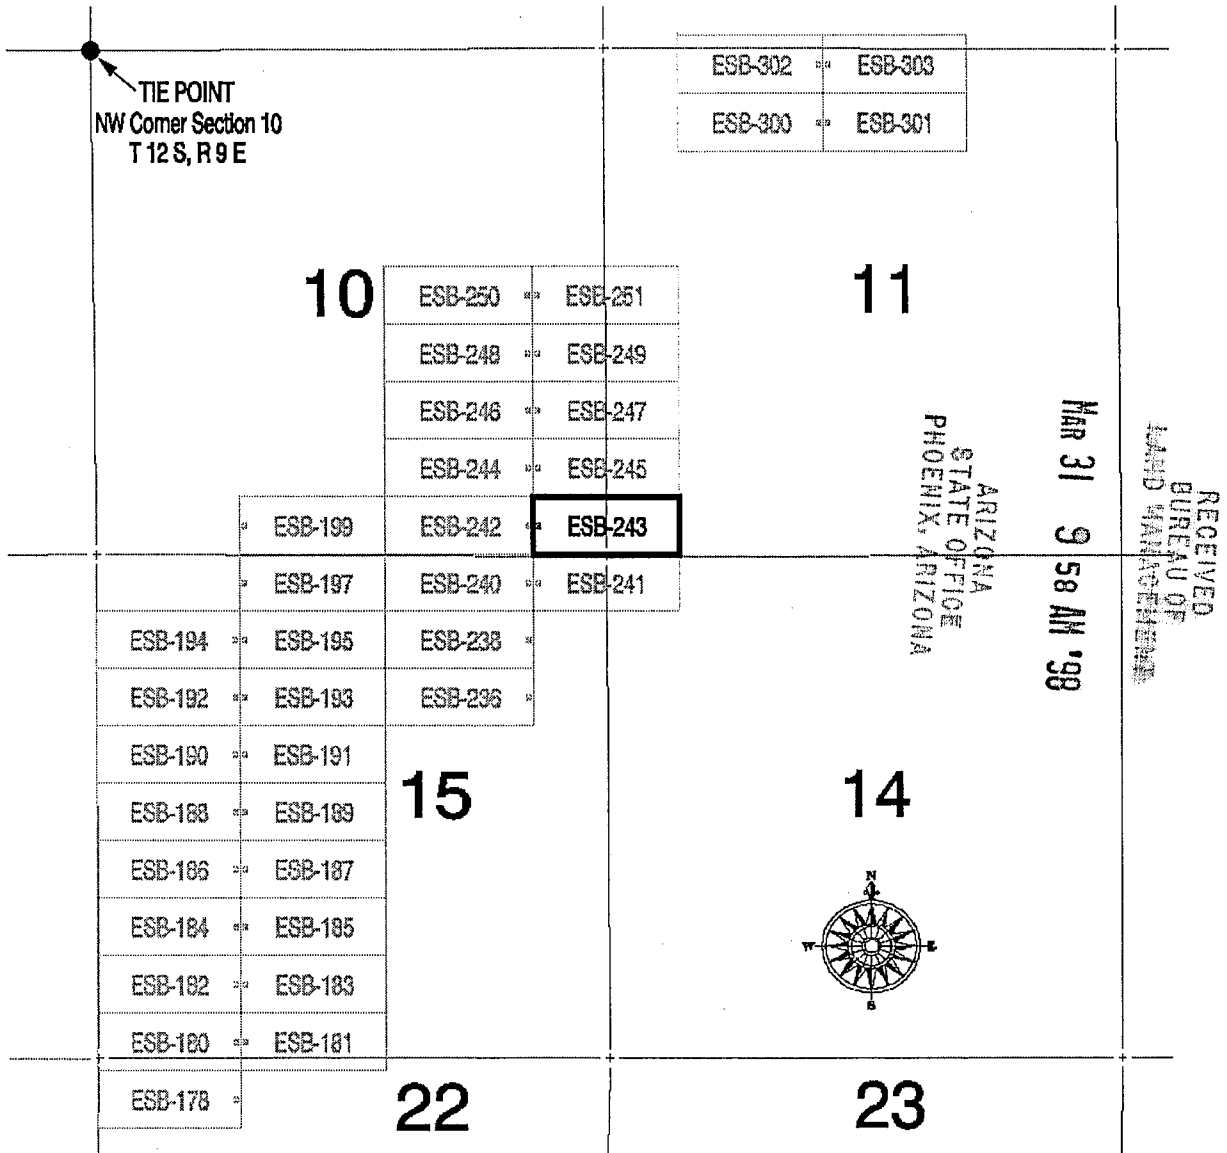 ESB-302 ESB-303
TIE POINT
NW Corner Section 10
T 12 S, R 9 E
ESB-300 ESB-301
10
11
ESB-250 ESB-251
ESB-248 ESB-249
ESB-246 ESB-247
ESB-244 ESB-245
ESB-199 ESB-242 ESB-243
ESB-197 ESB-240 ESB-241
ESB-194 ESB-195 ESB-238
ESB-192 ESB-193 ESB-236
ESB-190 ESB-191
15
14
ESB-188 ESB-189
ESB-186 ESB-187
ESB-184 ESB-185
ESB-182 ESB-183
ESB-180 ESB-181
ESB-178
22
23
N
W E
S
RECEIVED
BUREAU OF
LAND MANAGEMENT
MAR 31 9 58 AM '98
ARIZONA
STATE OFFICE
PHOENIX, ARIZONA